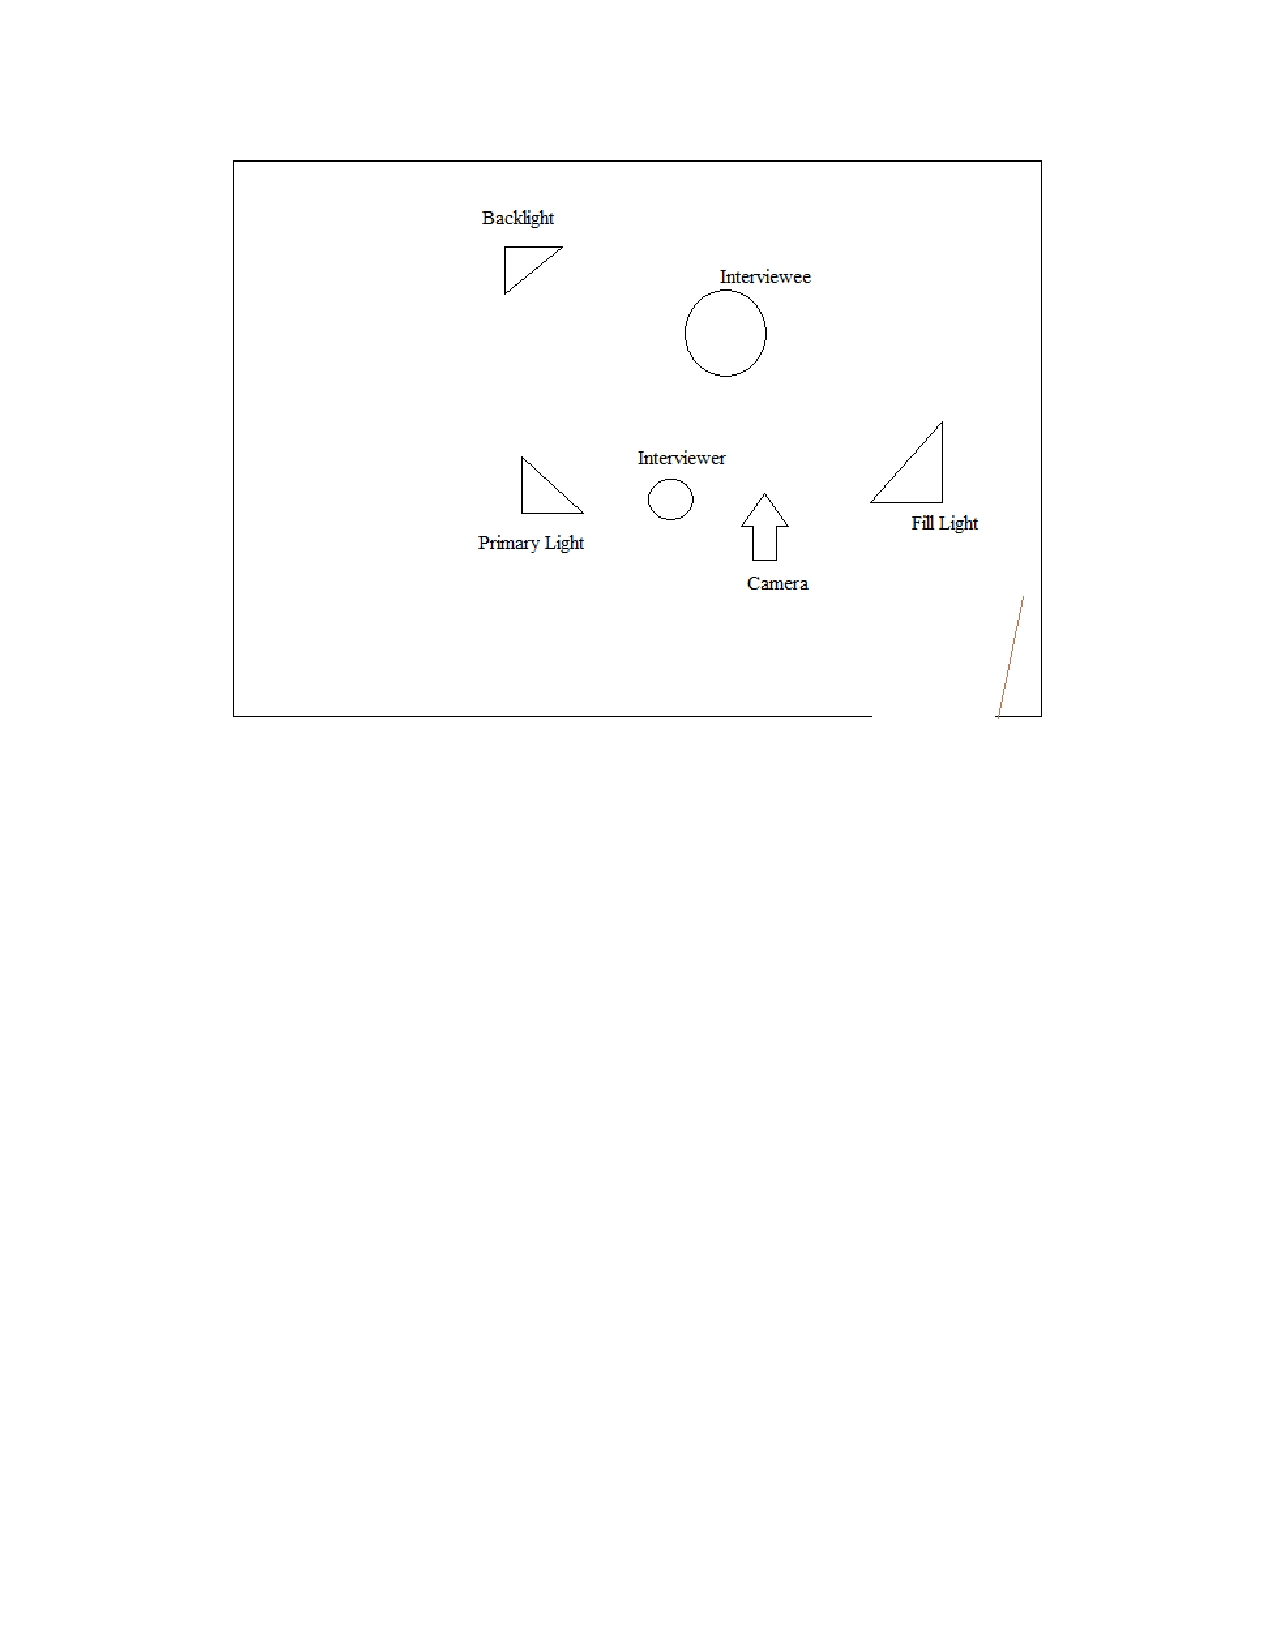 Backlight
Interviewee
Interviewer
Fill Light
Primary Light
Camera